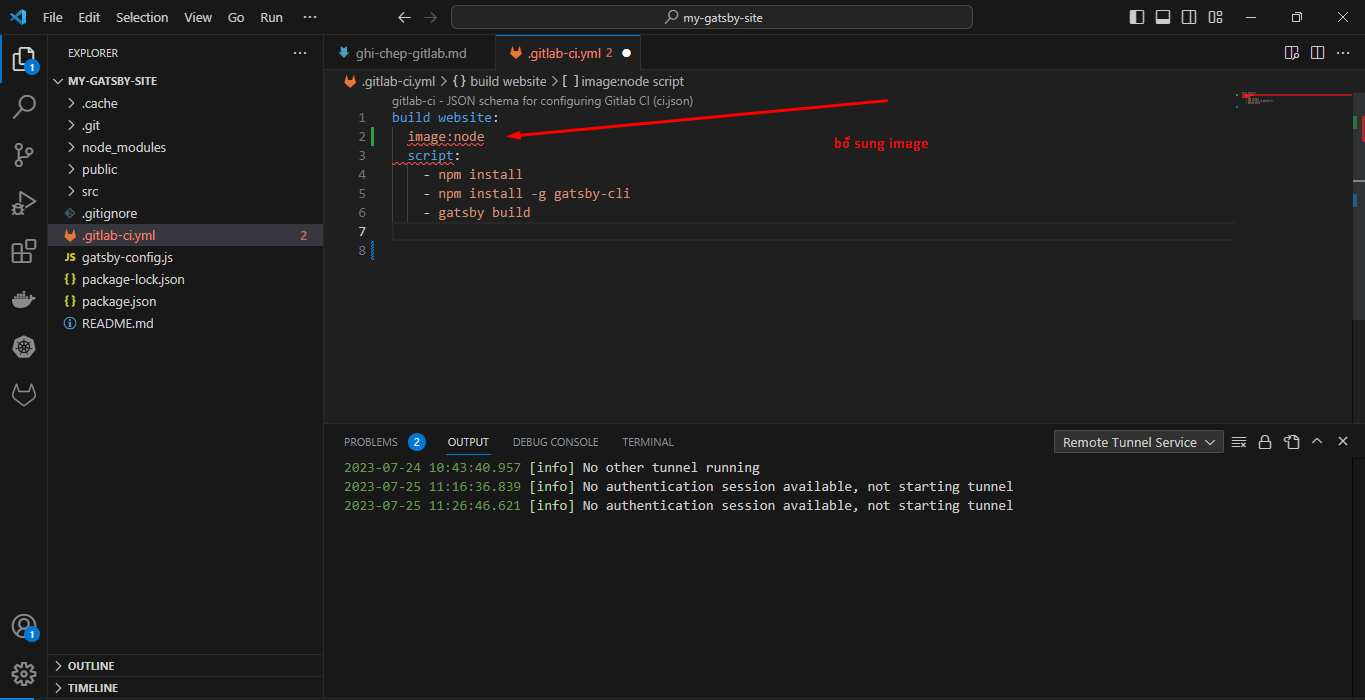 File Edit Selection View Go Run ···
my-gatsby-site
EXPLORER
MY-GATSBY-SITE
.cache
.git
node_modules
public
src
.gitignore
.gitlab-ci.yml 2
JS gatsby-config.js
{} package-lock.json
{} package.json
README.md
OUTLINE
TIMELINE
1
1
ghi-chep-gitlab.md
.gitlab-ci.yml 2
.gitlab-ci.yml > {} build website > [ ] image:node script
gitlab-ci - JSON schema for configuring Gitlab CI (ci.json)
1 build website:
2 image:node
bổ sung image
3 script:
4 - npm install
5 - npm install -g gatsby-cli
6 - gatsby build
7
8
PROBLEMS 2 OUTPUT DEBUG CONSOLE TERMINAL
Remote Tunnel Service
2023-07-24 10:43:40.957 [info] No other tunnel running
2023-07-25 11:16:36.839 [info] No authentication session available, not starting tunnel
2023-07-25 11:26:46.621 [info] No authentication session available, not starting tunnel